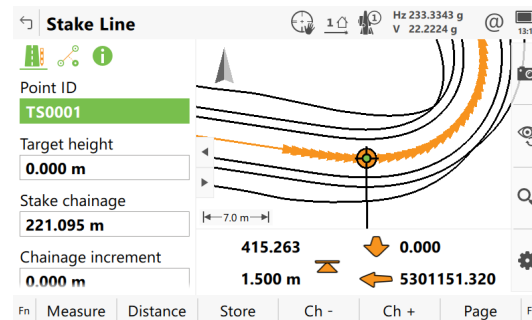 Stake Line
1
1
Hz 233.3343 g
V 22.2224 g
@
Point ID
TS0001
Target height
0.000 m
Stake chainage
221.095 m
Chainage increment
0.000 m
7.0 m
415.263
0.000
1.500 m
5301151.320
Fn
Measure
Distance
Store
Ch -
Ch +
Page